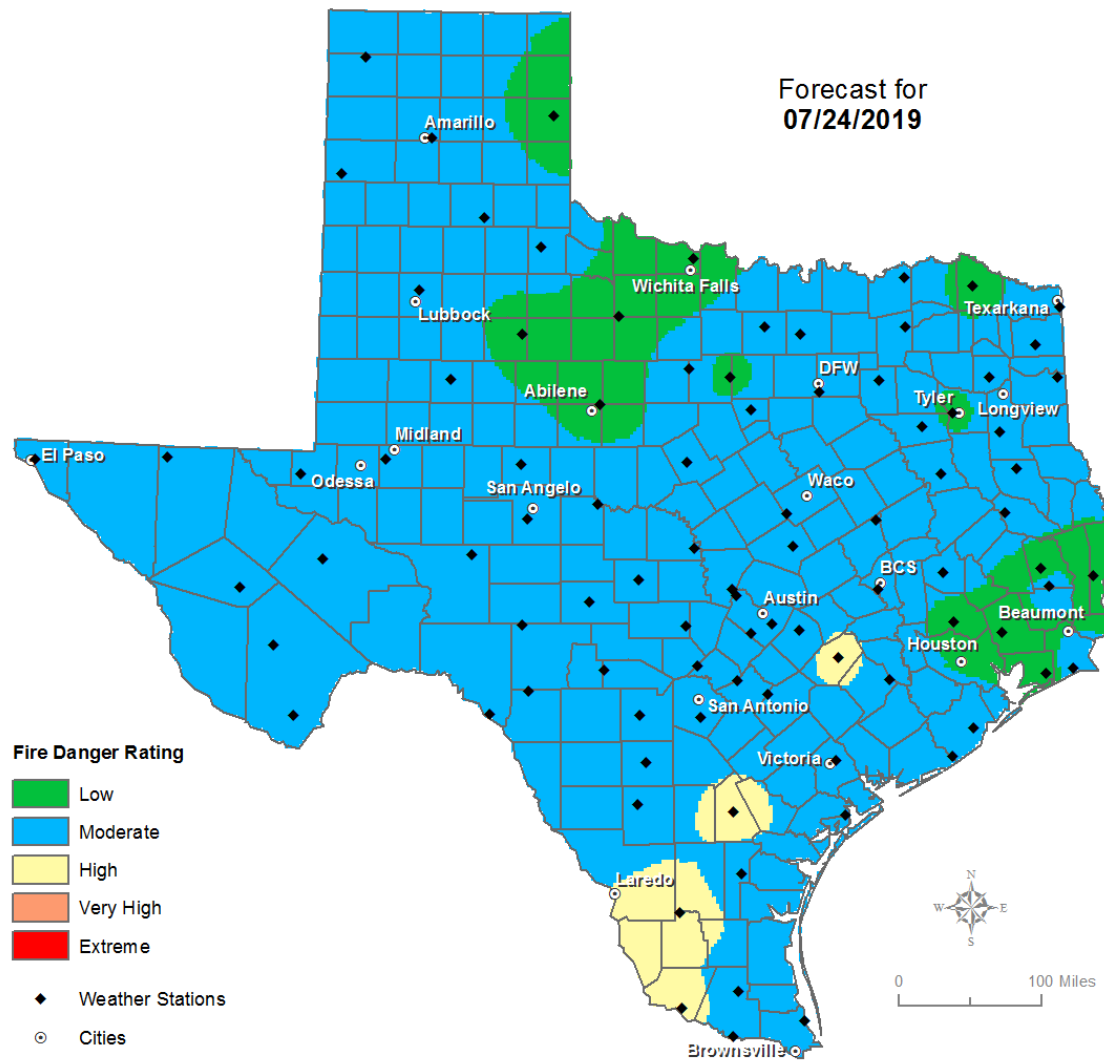 Forecast for
07/24/2019
Amarillo
Wichita Falls
Lubbock
Texarkana
DFW
Abilene
Tyler
Longview
Midland
El Paso
Odessa
San Angelo
Waco
BCS
Austin
Beaumont
Houston
San Antonio
Victoria
Laredo
Brownsville
Fire Danger Rating
Low
Moderate
High
Very High
Extreme
Weather Stations
Cities
N
W
E
S
0
100 Miles